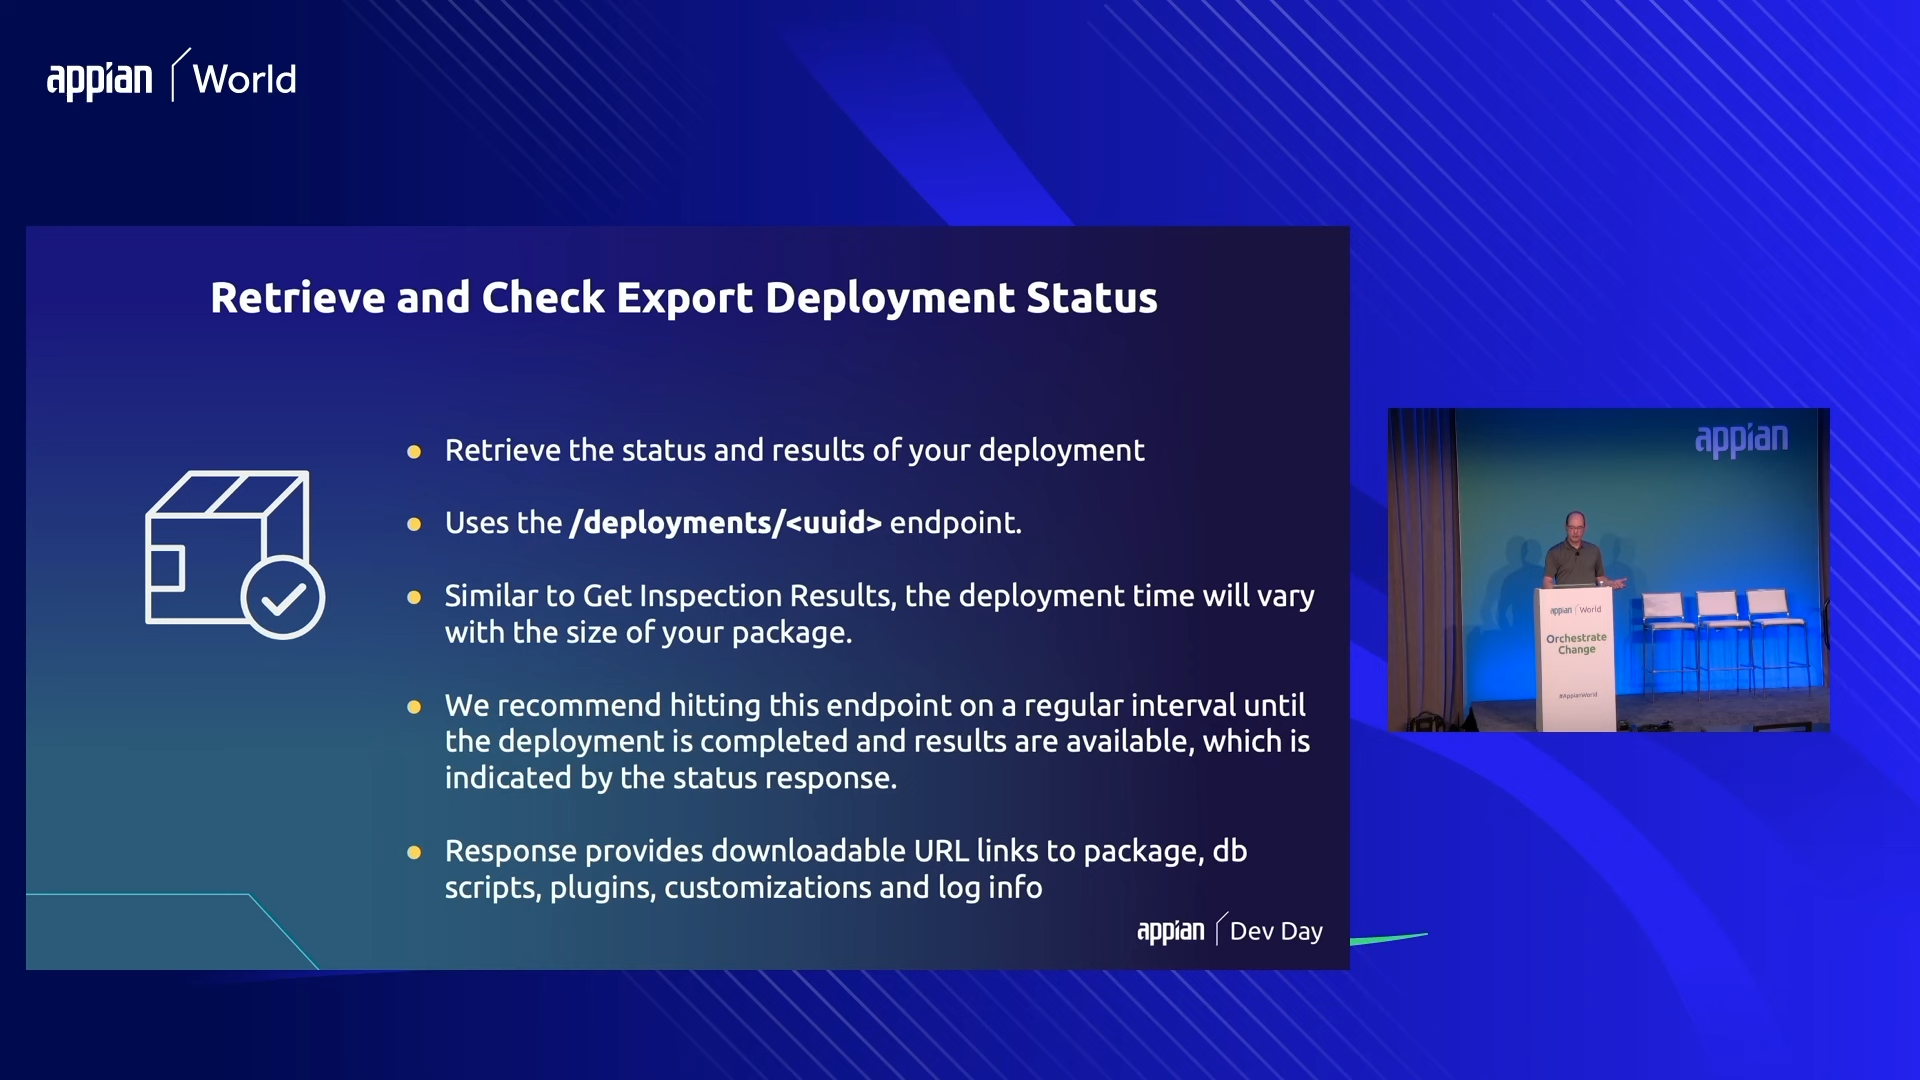 appian World
Retrieve and Check Export Deployment Status
● Retrieve the status and results of your deployment
● Uses the /deployments/<uuid> endpoint.
● Similar to Get Inspection Results, the deployment time will vary
with the size of your package.
● We recommend hitting this endpoint on a regular interval until
the deployment is completed and results are available, which is
indicated by the status response.
● Response provides downloadable URL links to package, db
scripts, plugins, customizations and log info
appian Dev Day
appian
appian World
Orchestrate
Change
#AppianWorld